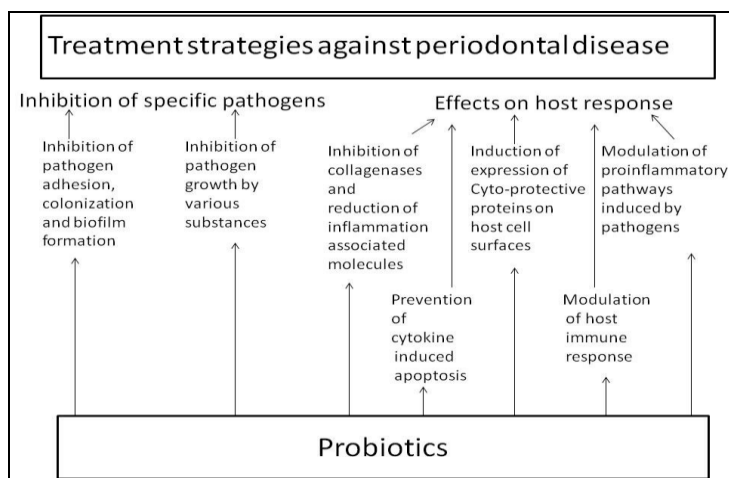 Treatment strategies against periodontal disease
Inhibition of specific pathogens
Effects on host response
Inhibition of
pathogen
adhesion,
colonization
and biofilm
formation
Inhibition of
pathogen
growth by
various
substances
Inhibition of
collagenases
and
reduction of
inflammation
associated
molecules
Prevention
of
cytokine
induced
apoptosis
Induction of
expression of
Cyto-protective
proteins on
host cell
surfaces
Modulation
of host
immune
response
Modulation of
proinflammatory
pathways
induced by
pathogens
Probiotics